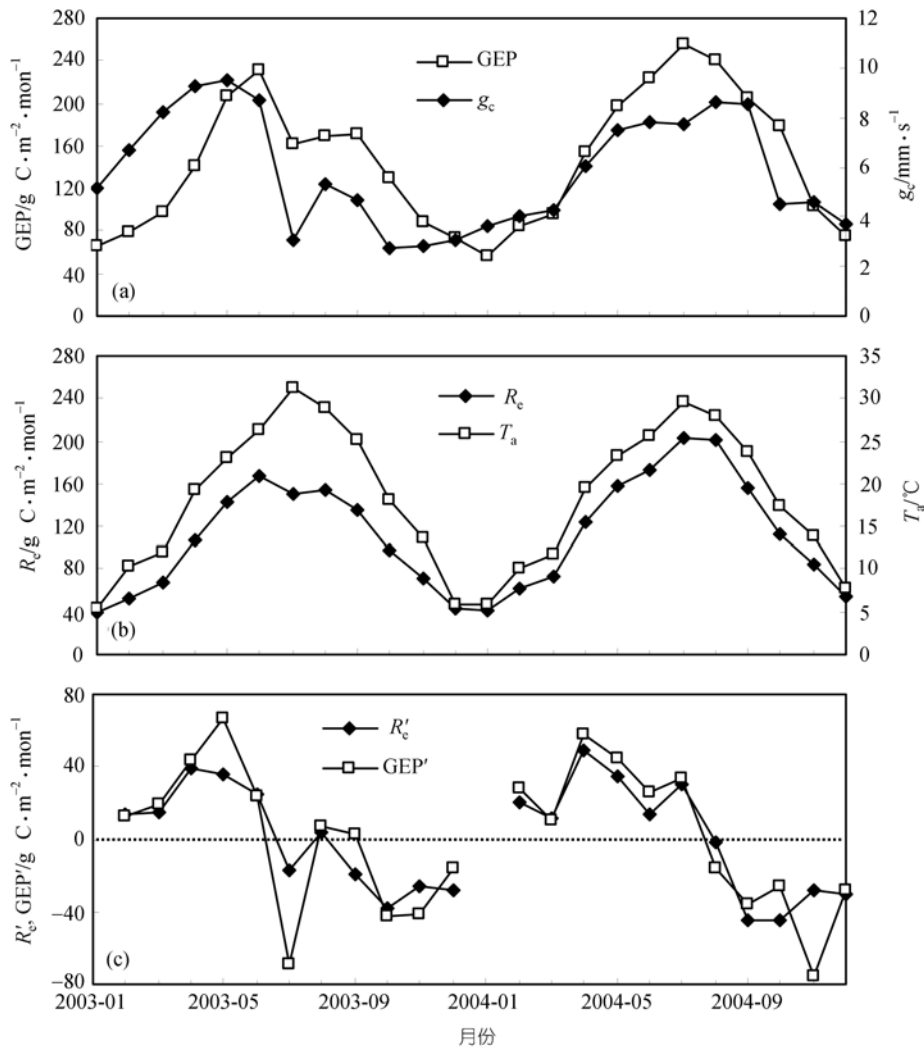 280 240 200 160 120 80 40 0
GEP/g C·m⁻²·mon⁻¹
GEP
g_c
(a)
12 10 8 6 4 2 0
g_c/mm·s⁻¹
280 240 200 160 120 80 40 0
R_e/g C·m⁻²·mon⁻¹
R_e
T_a
(b)
35 30 25 20 15 10 5 0
T_a/℃
80 40 0 −40 −80
R′_e, GEP′/g C·m⁻²·mon⁻¹
R′_e
GEP′
(c)
2003-01 2003-05 2003-09 2004-01 2004-05 2004-09
月份